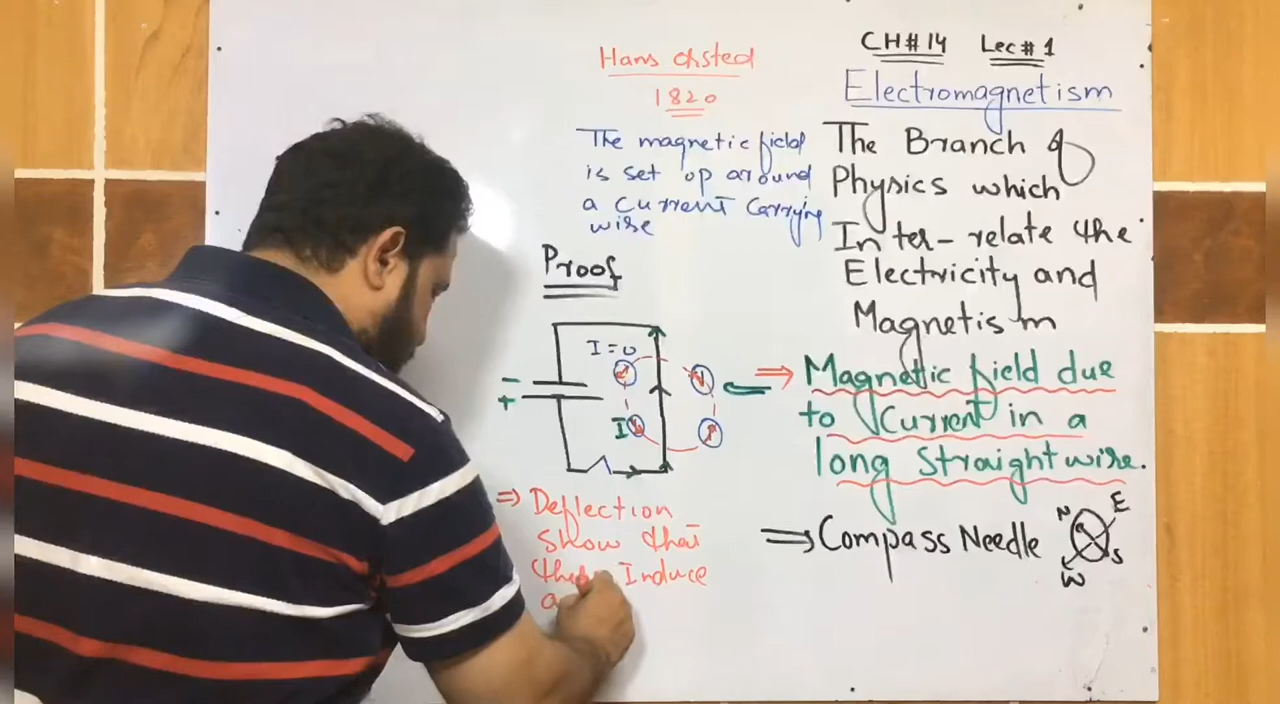 CH#14 Lec#1
Electromagnetism
The Branch of
Physics which
Inter-relate the
Electricity and
Magnetism
Magnetic field due
to Current in a
long Straight wire.
⇒ Compass Needle
N E
W S
Hans Orsted
1820
The magnetic field
is set up around
a current carrying
wire
Proof
I=0
-
+
I
⇒ Deflection
show that
Induce